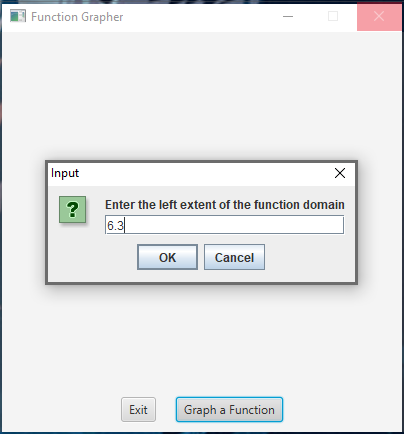 Function Grapher
Input
?
Enter the left extent of the function domain
6.3
OK Cancel
Exit Graph a Function